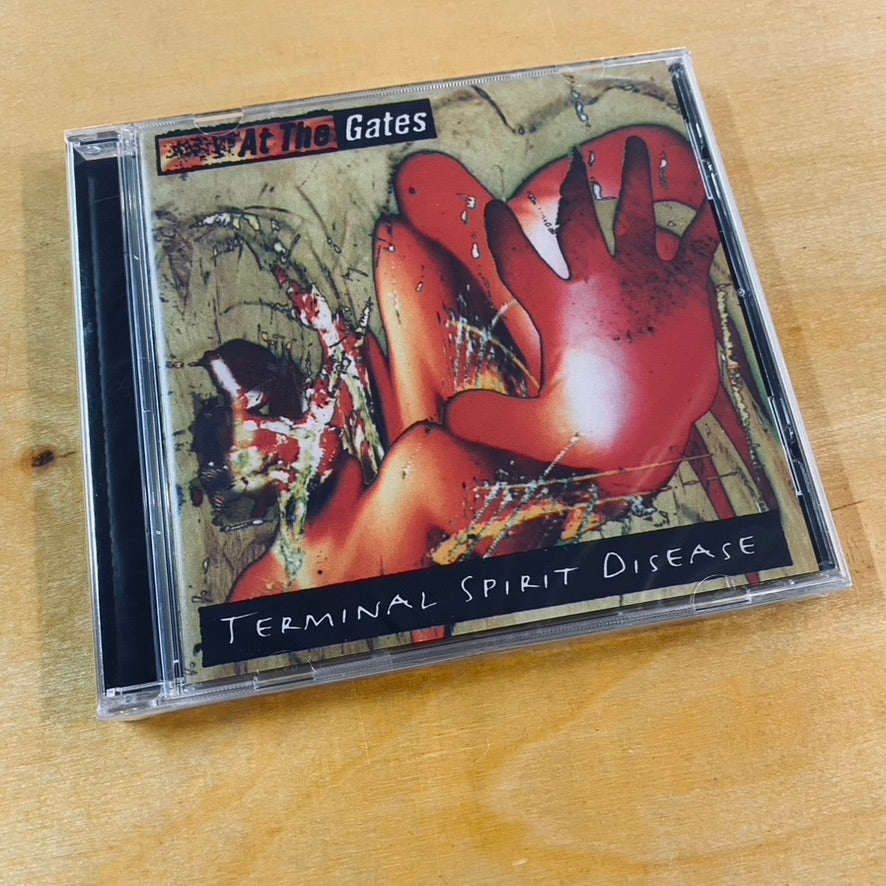 At The Gates
TERMINAL SPIRIT DISEASE